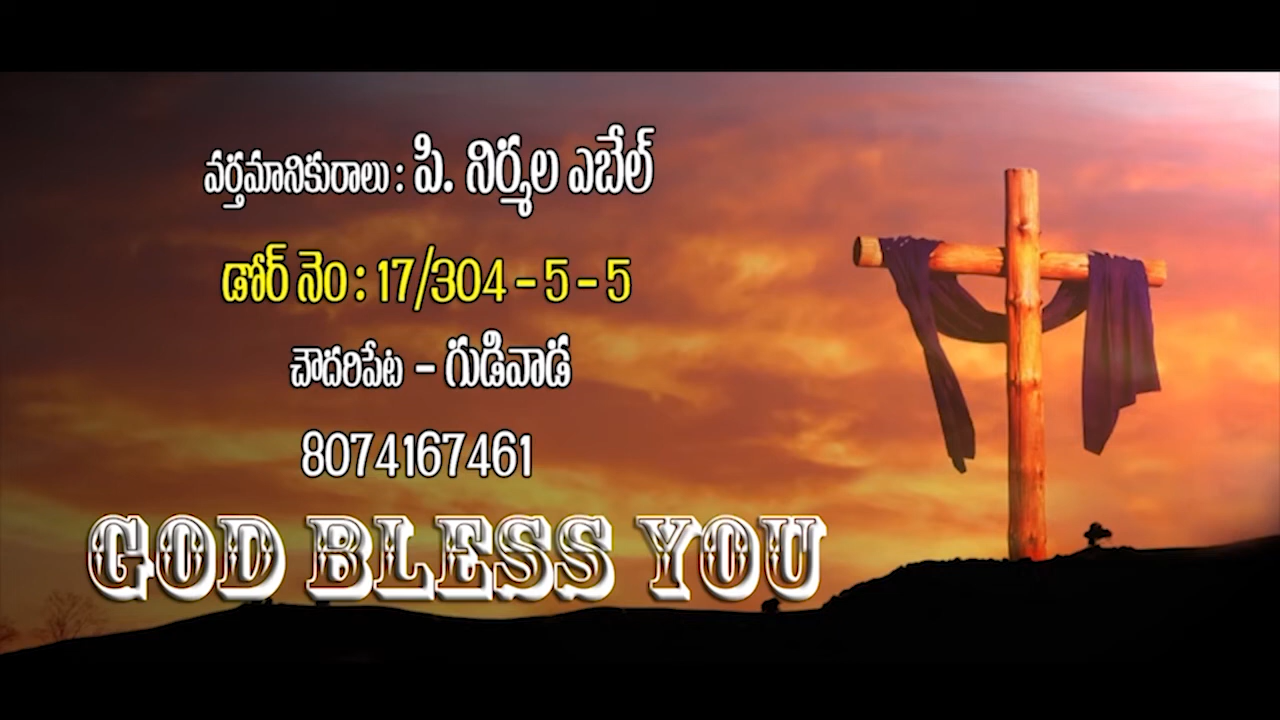 వర్తమానికురాలు : పి. నిర్మల ఎబేల్
డోర్ నెం : 17/304 - 5 - 5
చౌదరిపేట - గుడివాడ
8074167461
GOD BLESS YOU